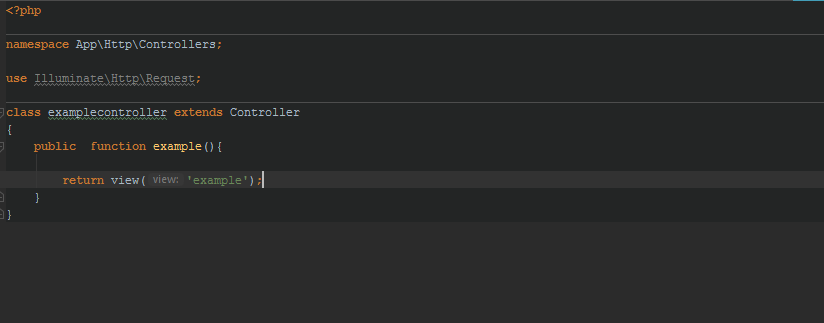 <?php
namespace App\Http\Controllers;
use Illuminate\Http\Request;
class examplecontroller extends Controller
{
    public  function example(){
        return view( view: 'example');
    }
}